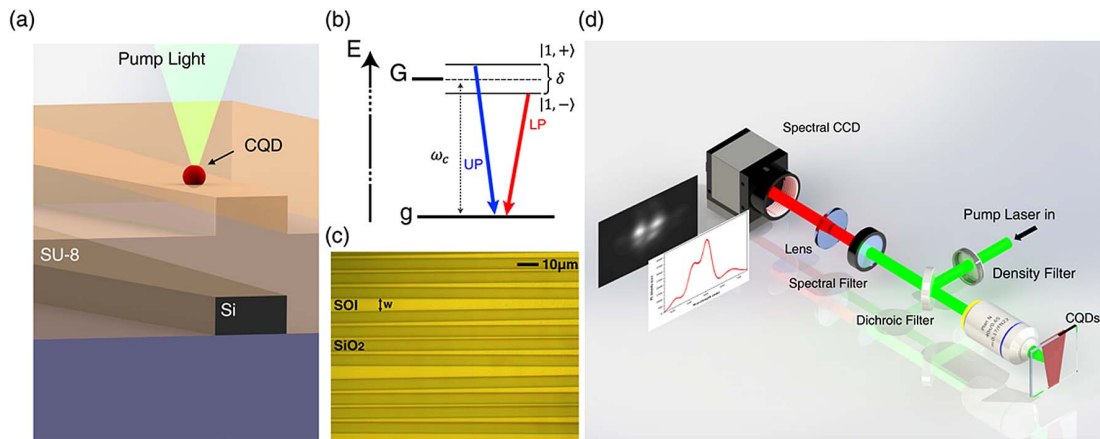 (a)
Pump Light
CQD
SU-8
Si
(b)
E
G
g
|1,+⟩
δ
|1,−⟩
ω_c
UP
LP
(c)
10μm
SOI
w
SiO₂
(d)
Spectral CCD
Lens
Spectral Filter
Dichroic Filter
Pump Laser in
Density Filter
CQDs